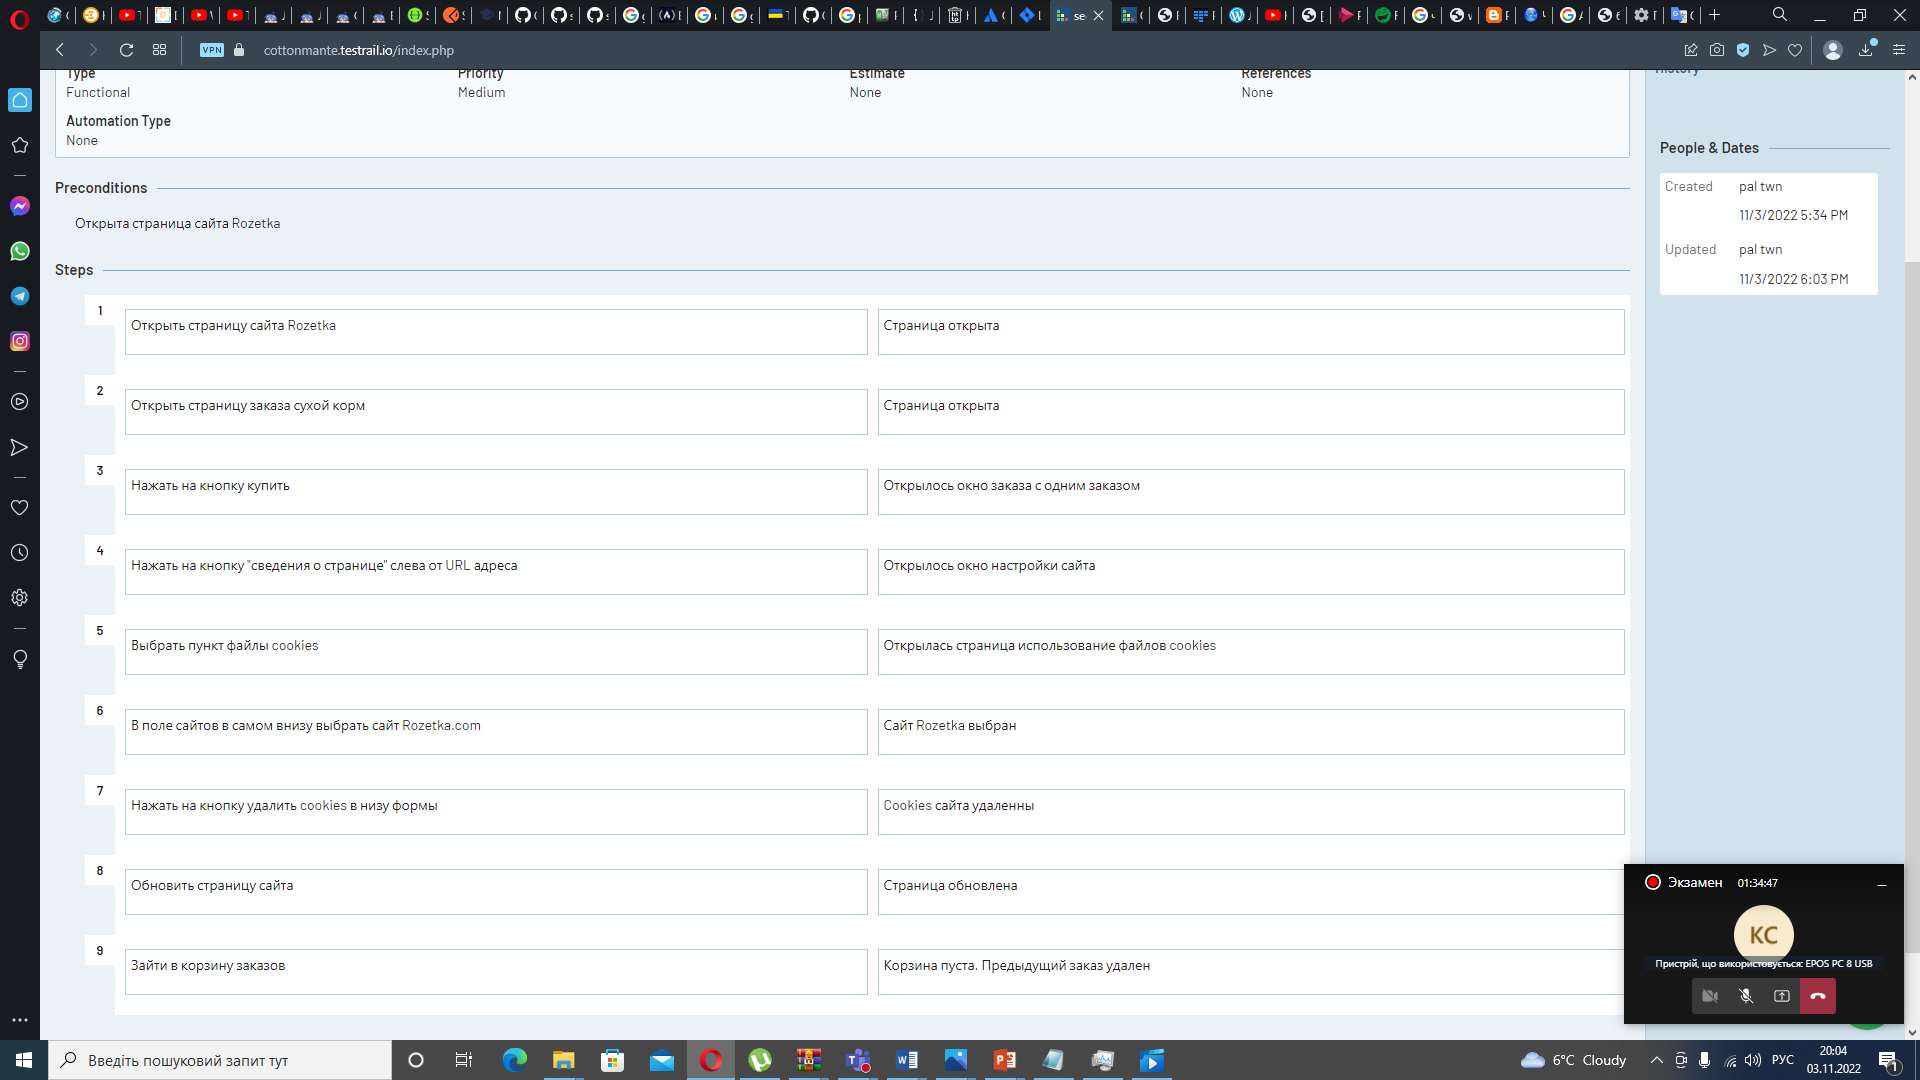 VPN
cottonmante.testrail.io/index.php
Type
Priority
Estimate
References
Functional
Medium
None
None
Automation Type
None
History
People & Dates
Created
pal twn
11/3/2022 5:34 PM
Updated
pal twn
11/3/2022 6:03 PM
Preconditions
Открыта страница сайта Rozetka
Steps
1
Открыть страницу сайта Rozetka
Страница открыта
2
Открыть страницу заказа сухой корм
Страница открыта
3
Нажать на кнопку купить
Открылось окно заказа с одним заказом
4
Нажать на кнопку "сведения о странице" слева от URL адреса
Открылось окно настройки сайта
5
Выбрать пункт файлы cookies
Открылась страница использование файлов cookies
6
В поле сайтов в самом внизу выбрать сайт Rozetka.com
Сайт Rozetka выбран
7
Нажать на кнопку удалить cookies в низу формы
Cookies сайта удаленны
8
Обновить страницу сайта
Страница обновлена
9
Зайти в корзину заказов
Корзина пуста. Предыдущий заказ удален
Экзамен 01:34:47
КС
Пристрій, що використовується: EPOS PC 8 USB
Введіть пошуковий запит тут
6°C Cloudy
РУС
20:04
03.11.2022
1